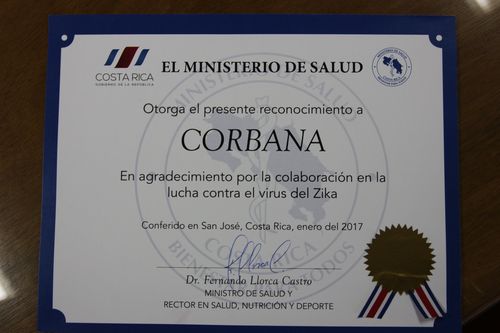 COSTA RICA
GOBIERNO DE LA REPÚBLICA
EL MINISTERIO DE SALUD
Otorga el presente reconocimiento a
CORBANA
En agradecimiento por la colaboración en la
lucha contra el virus del Zika
Conferido en San José, Costa Rica, enero del 2017
Dr. Fernando Llorca Castro
MINISTRO DE SALUD Y
RECTOR EN SALUD, NUTRICIÓN Y DEPORTE